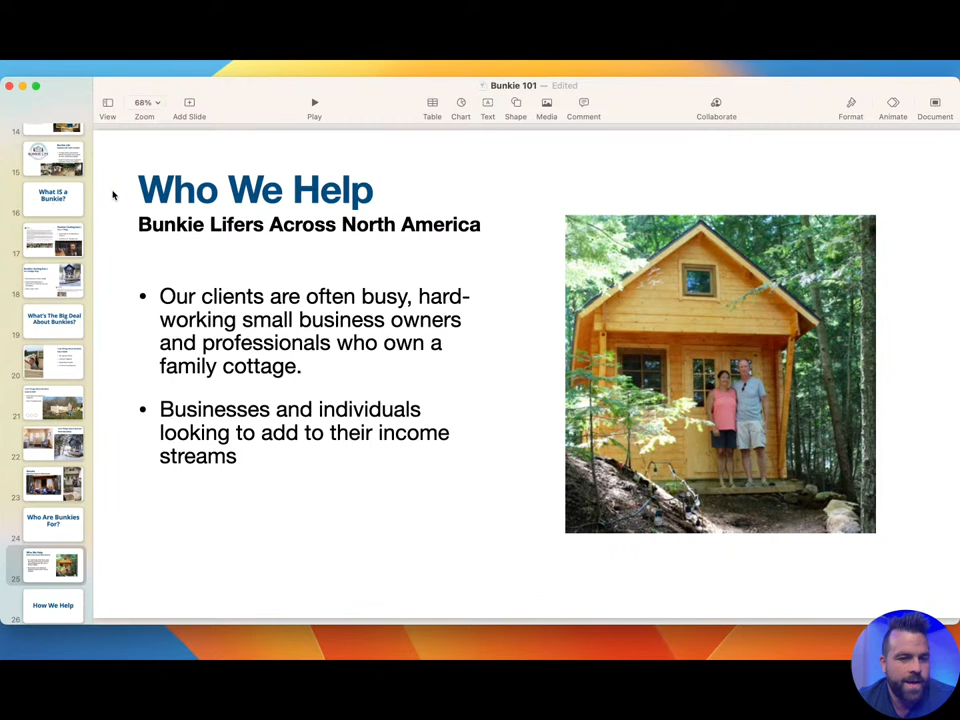 Bunkie 101 — Edited
68%
View
Zoom
Add Slide
Play
Table
Chart
Text
Shape
Media
Comment
Collaborate
Format
Animate
Document
14
15
What IS a
Bunkie?
16
17
18
What's The Big Deal
About Bunkies?
19
20
21
22
23
Who Are Bunkies
For?
24
Who We Help
25
How We Help
26
Who We Help
Bunkie Lifers Across North America
• Our clients are often busy, hard-
working small business owners
and professionals who own a
family cottage.
• Businesses and individuals
looking to add to their income
streams